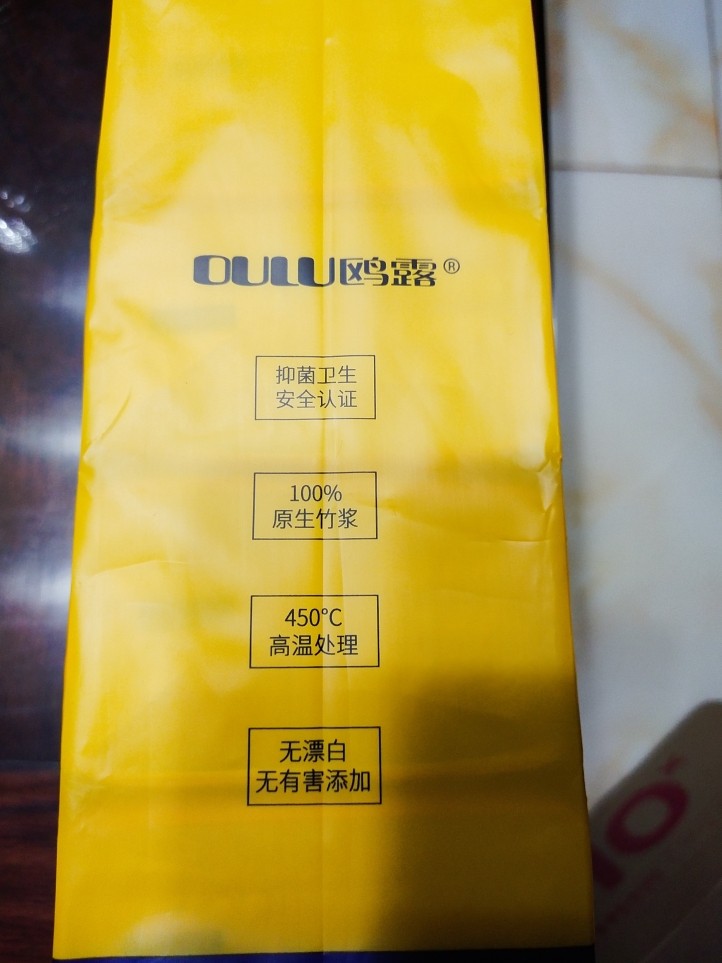 OULU鸥露®
抑菌卫生
安全认证
100%
原生竹浆
450°C
高温处理
无漂白
无有害添加